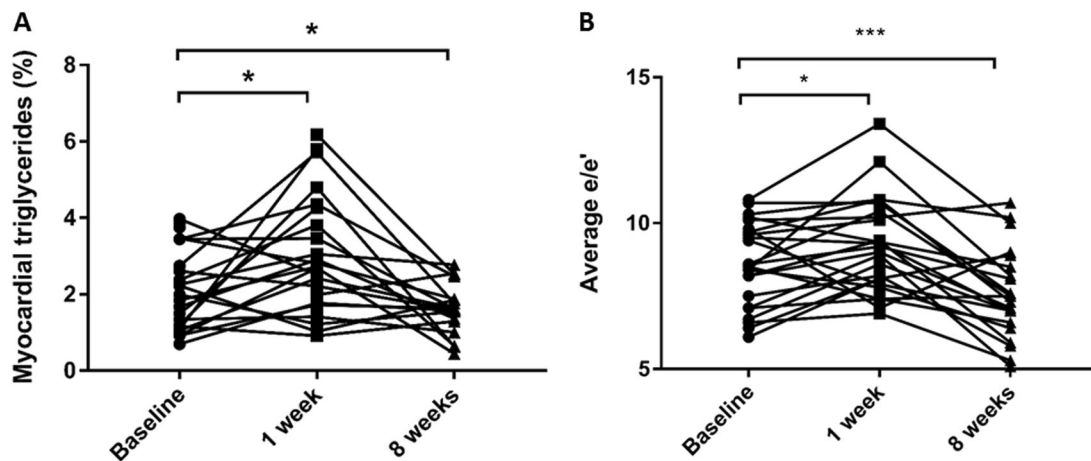 A
Myocardial triglycerides (%)
8
6
4
2
0
*
*
Baseline
1 week
8 weeks
B
Average e/e'
15
10
5
***
*
Baseline
1 week
8 weeks